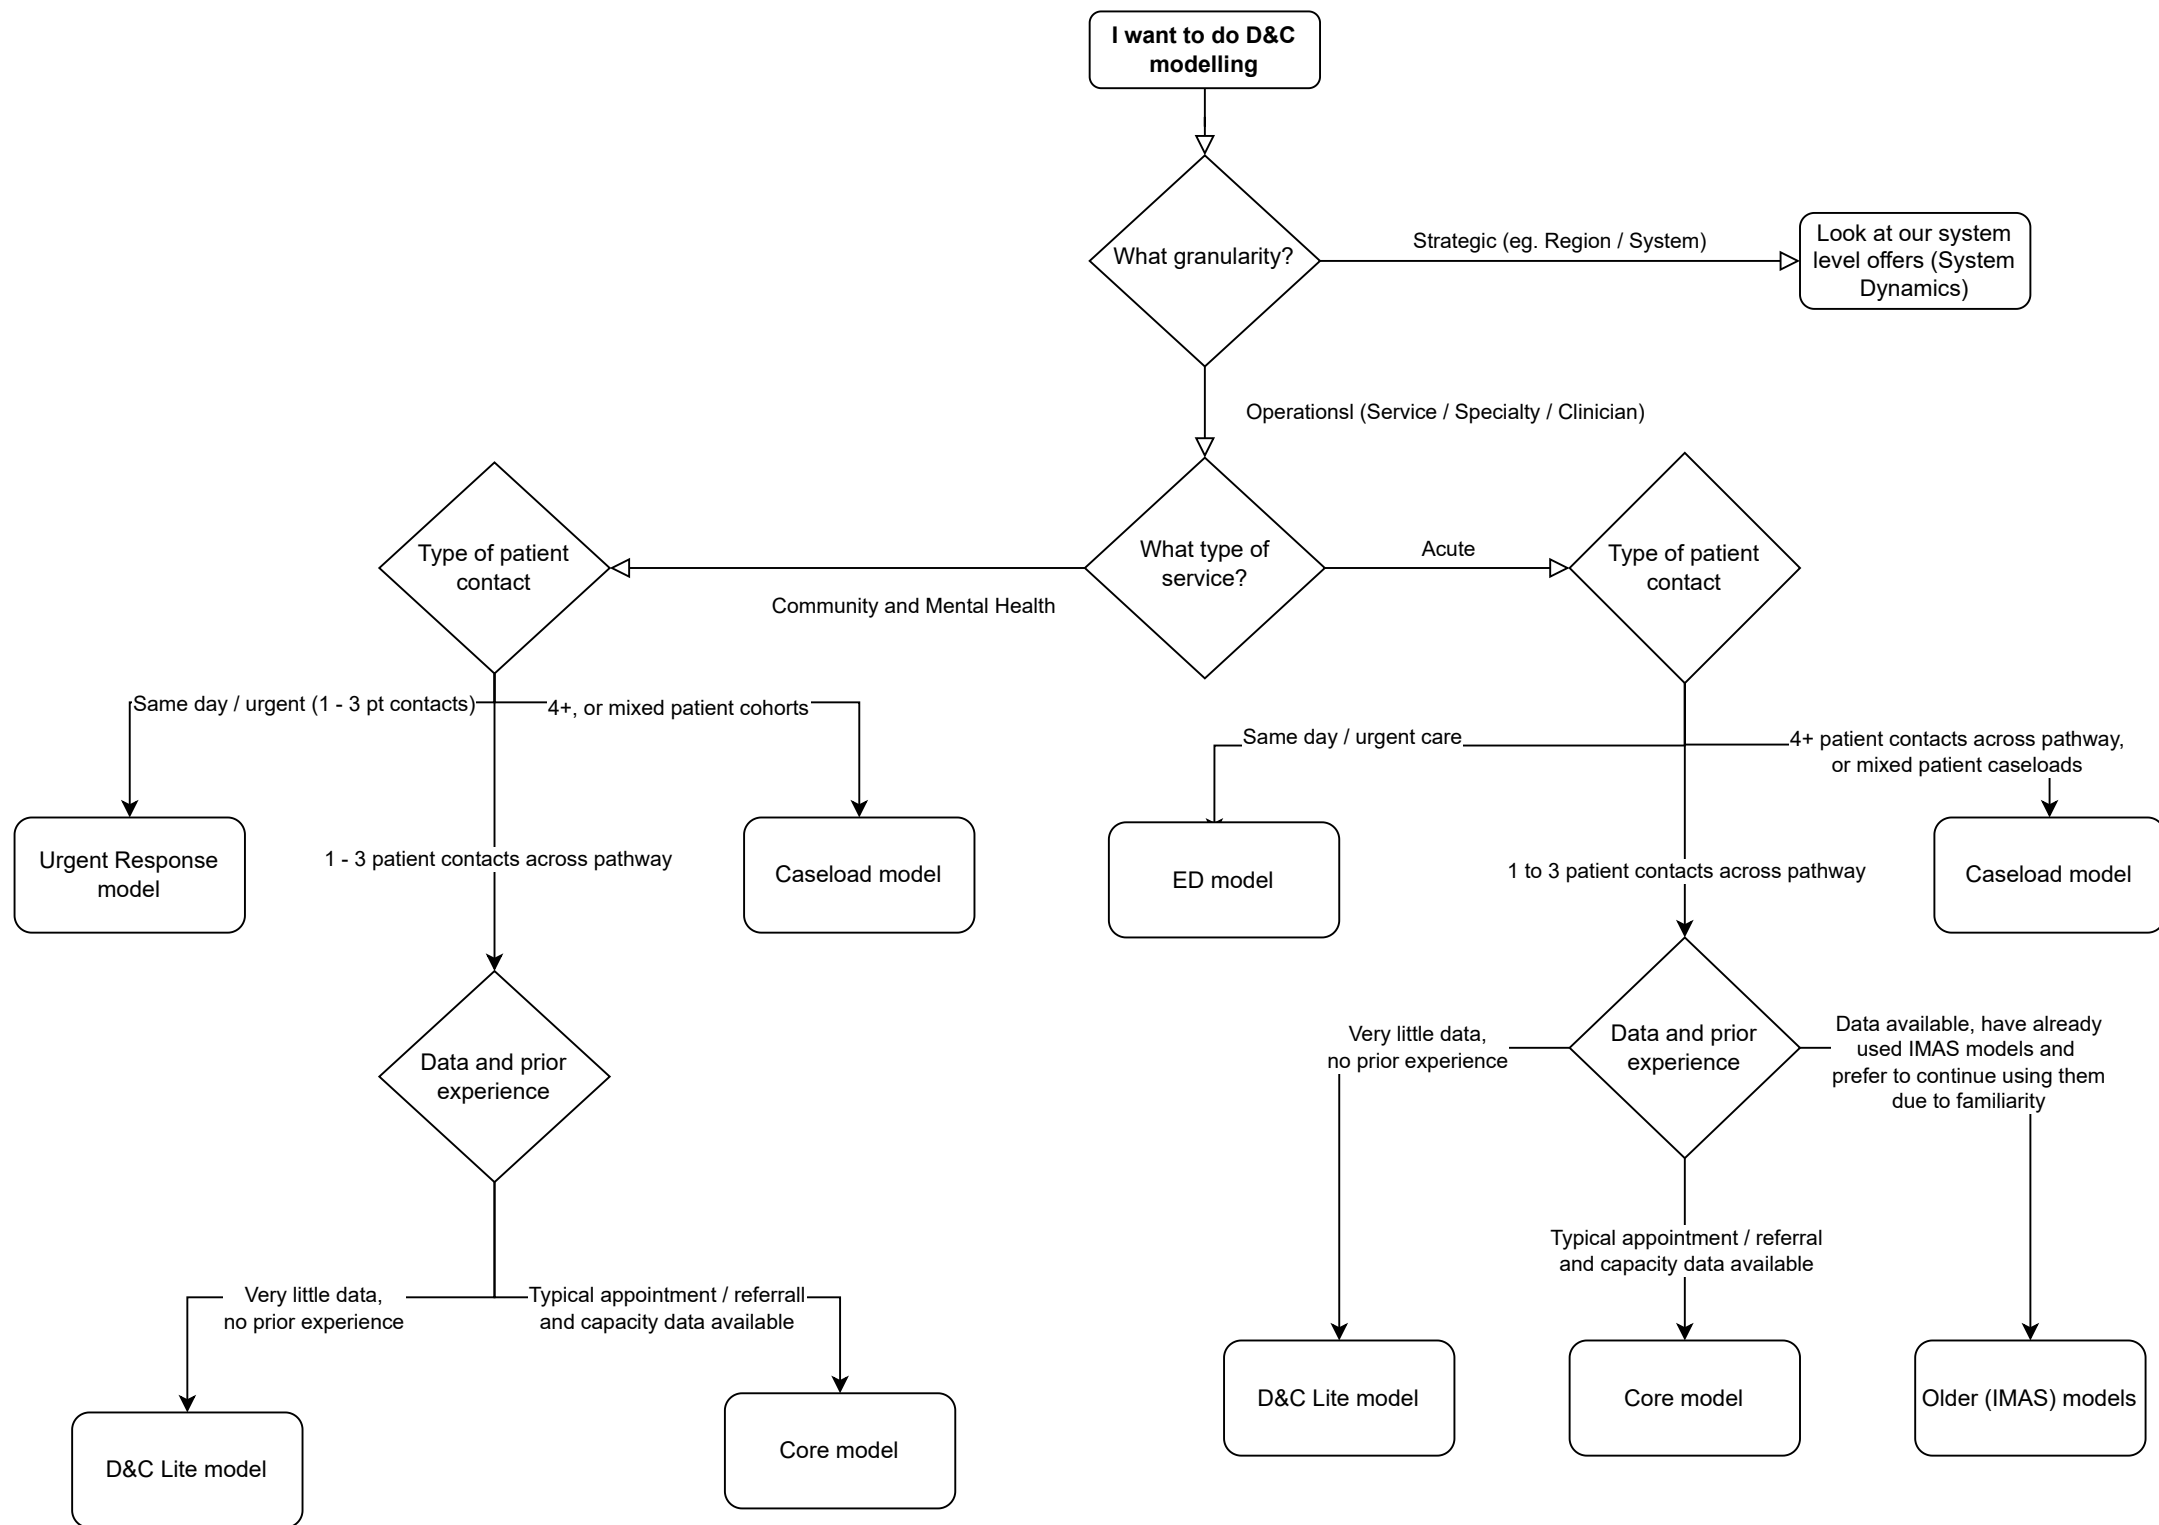 I want to do D&C
modelling
What granularity?
Strategic (eg. Region / System)
Look at our system
level offers (System
Dynamics)
Operationsl (Service / Specialty / Clinician)
Type of patient
contact
What type of
service?
Acute
Type of patient
contact
Community and Mental Health
Same day / urgent (1 - 3 pt contacts)
4+, or mixed patient cohorts
Same day / urgent care
4+ patient contacts across pathway,
or mixed patient caseloads
Urgent Response
model
1 - 3 patient contacts across pathway
Caseload model
ED model
1 to 3 patient contacts across pathway
Caseload model
Data and prior
experience
Very little data,
no prior experience
Data and prior
experience
Data available, have already
used IMAS models and
prefer to continue using them
due to familiarity
Typical appointment / referral
and capacity data available
Very little data,
no prior experience
Typical appointment / referrall
and capacity data available
D&C Lite model
Core model
Older (IMAS) models
D&C Lite model
Core model